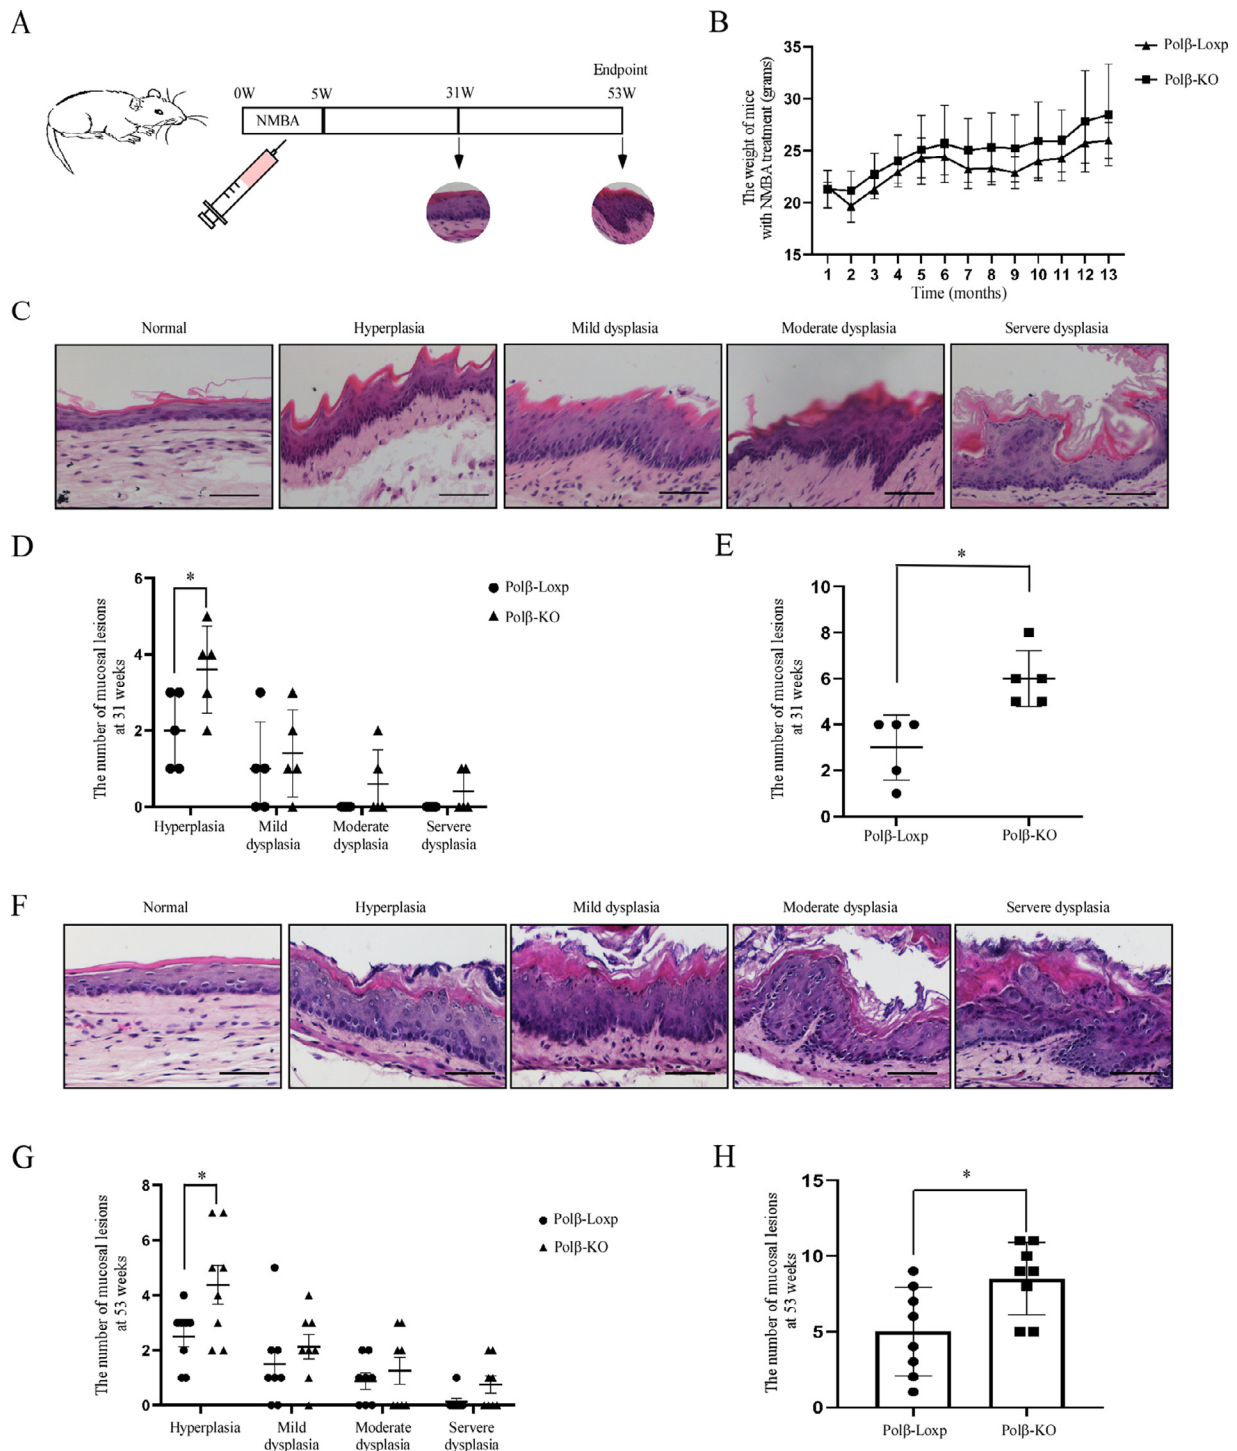 A
0W
5W
31W
Endpoint
53W
NMBA
B
The weight of mice
with NMBA treatment (grams)
35
30
25
20
15
1 2 3 4 5 6 7 8 9 10 11 12 13
Time (months)
Polβ-Loxp
Polβ-KO
C
Normal
Hyperplasia
Mild dysplasia
Moderate dysplasia
Servere dysplasia
D
The number of mucosal lesions
at 31 weeks
6
4
2
0
*
Polβ-Loxp
Polβ-KO
Hyperplasia
Mild
dysplasia
Moderate
dysplasia
Servere
dysplasia
E
The number of mucosal lesions
at 31 weeks
10
8
6
4
2
0
*
Polβ-Loxp
Polβ-KO
F
Normal
Hyperplasia
Mild dysplasia
Moderate dysplasia
Servere dysplasia
G
The number of mucosal lesions
at 53 weeks
8
6
4
2
0
*
Polβ-Loxp
Polβ-KO
Hyperplasia
Mild
dysplasia
Moderate
dysplasia
Servere
dysplasia
H
The number of mucosal lesions
at 53 weeks
15
10
5
0
*
Polβ-Loxp
Polβ-KO